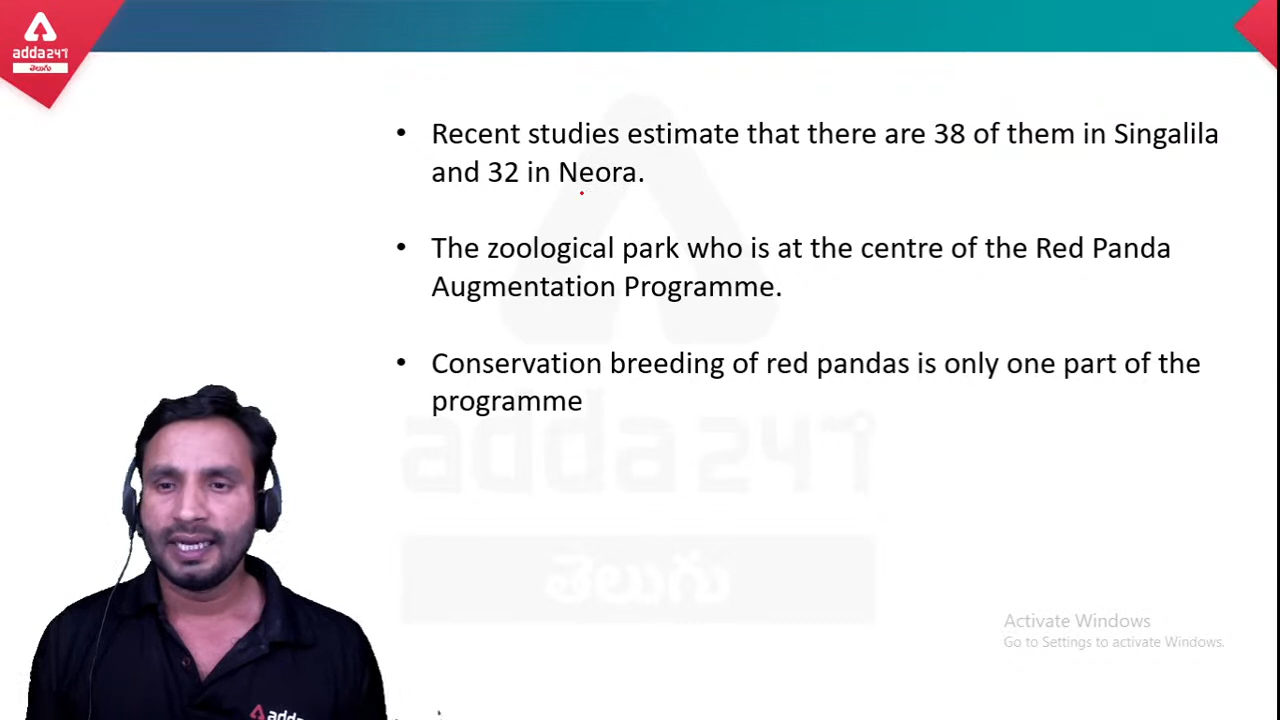 adda247
తెలుగు
• Recent studies estimate that there are 38 of them in Singalila
and 32 in Neora.
• The zoological park who is at the centre of the Red Panda
Augmentation Programme.
• Conservation breeding of red pandas is only one part of the
programme
adda247
తెలుగు
Activate Windows
Go to Settings to activate Windows.
adda